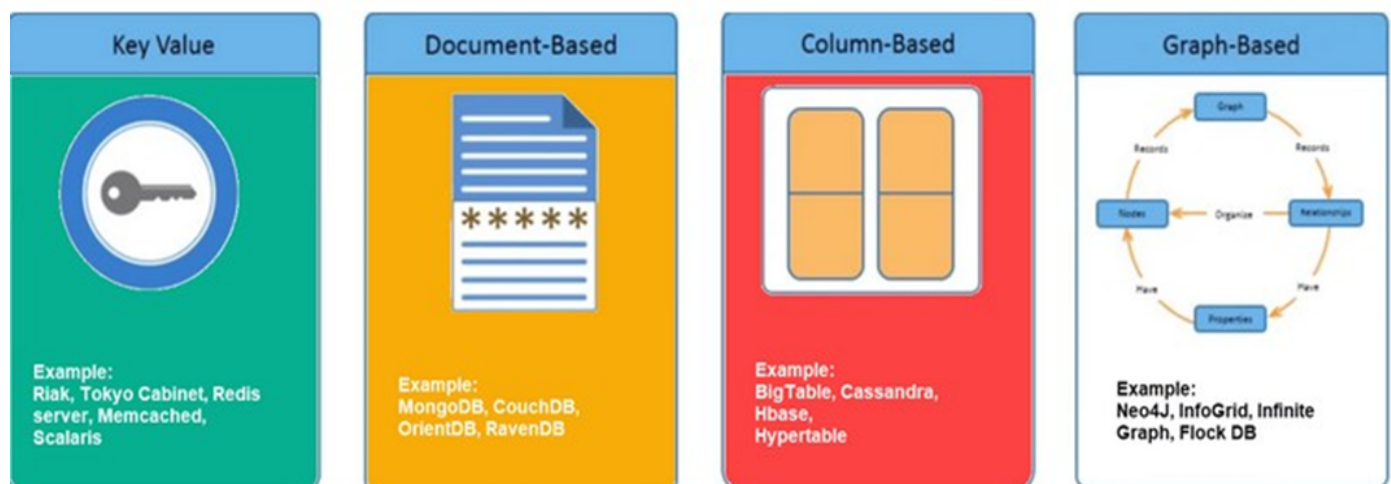 Key Value
Example:
Riak, Tokyo Cabinet, Redis
server, Memcached,
Scalaris
Document-Based
*****
Example:
MongoDB, CouchDB,
OrientDB, RavenDB
Column-Based
Example:
BigTable, Cassandra,
Hbase,
Hypertable
Graph-Based
Graph
Records
Records
Nodes
Organize
Relationships
Have
Have
Properties
Example:
Neo4J, InfoGrid, Infinite
Graph, Flock DB